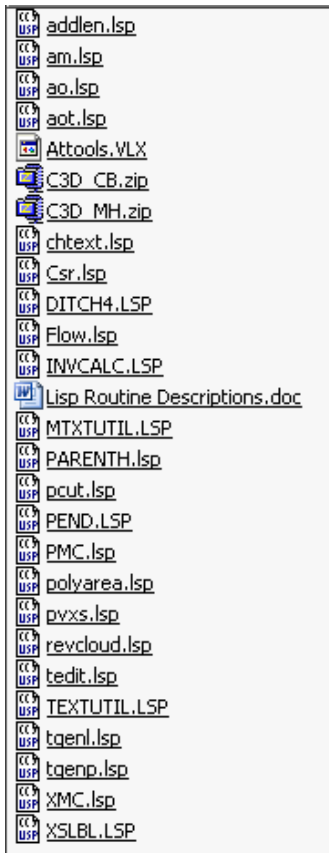 addlen.lsp
am.lsp
ao.lsp
aot.lsp
Attools.VLX
C3D_CB.zip
C3D_MH.zip
chtext.lsp
Csr.lsp
DITCH4.LSP
Flow.lsp
INVCALC.LSP
Lisp Routine Descriptions.doc
MTXTUTIL.LSP
PARENTH.lsp
pcut.lsp
PEND.LSP
PMC.lsp
polyarea.lsp
pvxs.lsp
revcloud.lsp
tedit.lsp
TEXTUTIL.LSP
tgenl.lsp
tgenp.lsp
XMC.lsp
XSLBL.LSP